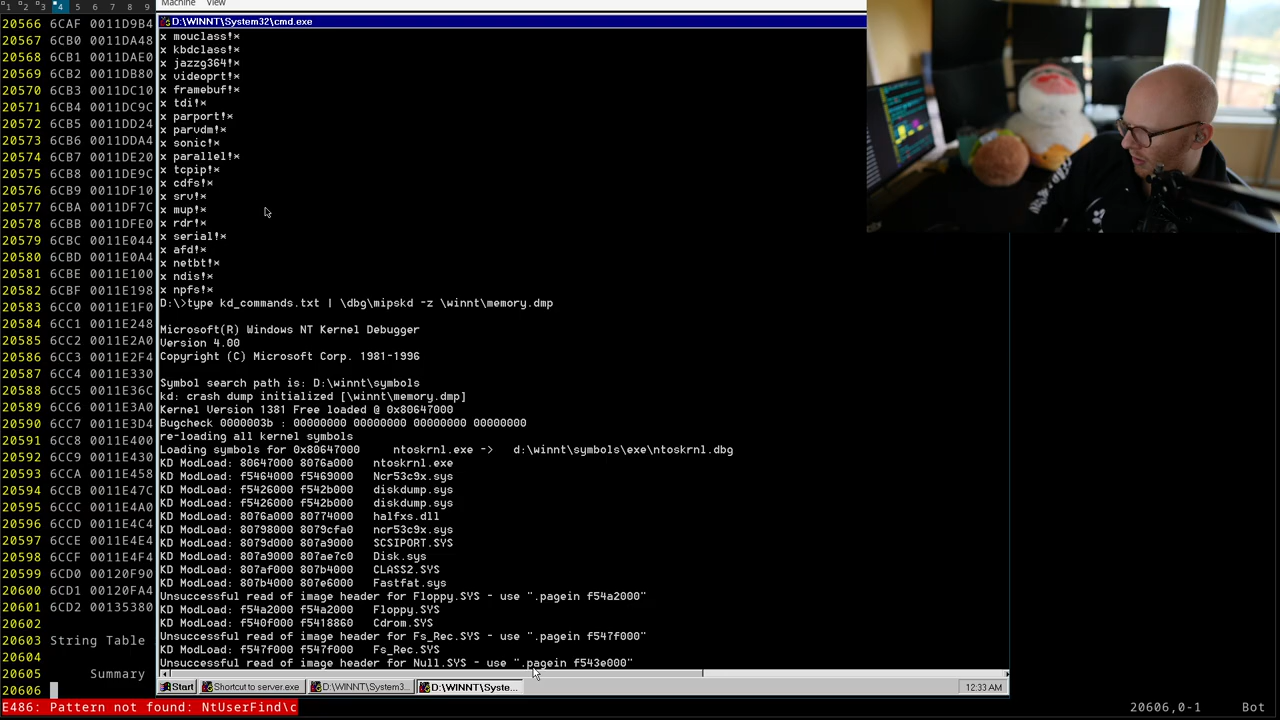 1 2 3 4 5 6 7 8 9
Machine View
D:\WINNT\System32\cmd.exe
x mouclass!*
x kbdclass!*
x jazzg364!*
x videoprt!*
x framebuf!*
x tdi!*
x parport!*
x parvdm!*
x sonic!*
x parallel!*
x tcpip!*
x cdfs!*
x srv!*
x mup!*
x rdr!*
x serial!*
x afd!*
x netbt!*
x ndis!*
x npfs!*
D:\>type kd_commands.txt | \dbg\mipskd -z \winnt\memory.dmp
Microsoft(R) Windows NT Kernel Debugger
Version 4.00
Copyright (C) Microsoft Corp. 1981-1996
Symbol search path is: D:\winnt\symbols
kd: crash dump initialized [\winnt\memory.dmp]
Kernel Version 1381 Free loaded @ 0x80647000
Bugcheck 0000003b : 00000000 00000000 00000000 00000000
re-loading all kernel symbols
Loading symbols for 0x80647000 ntoskrnl.exe -> d:\winnt\symbols\exe\ntoskrnl.dbg
KD ModLoad: 80647000 8076a000 ntoskrnl.exe
KD ModLoad: f5464000 f5469000 Ncr53c9x.sys
KD ModLoad: f5426000 f542b000 diskdump.sys
KD ModLoad: f5426000 f542b000 diskdump.sys
KD ModLoad: 8076a000 80774000 halfxs.dll
KD ModLoad: 80798000 8079cfa0 ncr53c9x.sys
KD ModLoad: 8079d000 807a9000 SCSIPORT.SYS
KD ModLoad: 807a9000 807ae7c0 Disk.sys
KD ModLoad: 807af000 807b4000 CLASS2.SYS
KD ModLoad: 807b4000 807e6000 Fastfat.sys
Unsuccessful read of image header for Floppy.SYS - use ".pagein f54a2000"
KD ModLoad: f54a2000 f54a2000 Floppy.SYS
KD ModLoad: f540f000 f5418860 Cdrom.SYS
Unsuccessful read of image header for Fs_Rec.SYS - use ".pagein f547f000"
KD ModLoad: f547f000 f547f000 Fs_Rec.SYS
Unsuccessful read of image header for Null.SYS - use ".pagein f543e000"
Start Shortcut to server.exe D:\WINNT\System3... D:\WINNT\Syste... 12:33 AM
20566 6CAF 0011D9B4
20567 6CB0 0011DA48
20568 6CB1 0011DAE0
20569 6CB2 0011DB80
20570 6CB3 0011DC10
20571 6CB4 0011DC9C
20572 6CB5 0011DD24
20573 6CB6 0011DDA4
20574 6CB7 0011DE20
20575 6CB8 0011DE9C
20576 6CB9 0011DF10
20577 6CBA 0011DF7C
20578 6CBB 0011DFE0
20579 6CBC 0011E044
20580 6CBD 0011E0A4
20581 6CBE 0011E100
20582 6CBF 0011E198
20583 6CC0 0011E1F0
20584 6CC1 0011E248
20585 6CC2 0011E2A0
20586 6CC3 0011E2F4
20587 6CC4 0011E330
20588 6CC5 0011E36C
20589 6CC6 0011E3A0
20590 6CC7 0011E3D4
20591 6CC8 0011E400
20592 6CC9 0011E430
20593 6CCA 0011E458
20594 6CCB 0011E47C
20595 6CCC 0011E4A0
20596 6CCD 0011E4C4
20597 6CCE 0011E4E4
20598 6CCF 0011E4F4
20599 6CD0 00120F90
20600 6CD1 00120FA4
20601 6CD2 00135380
20602
20603 String Table
20604
20605 Summary
20606
E486: Pattern not found: NtUserFind\c 20606,0-1 Bot